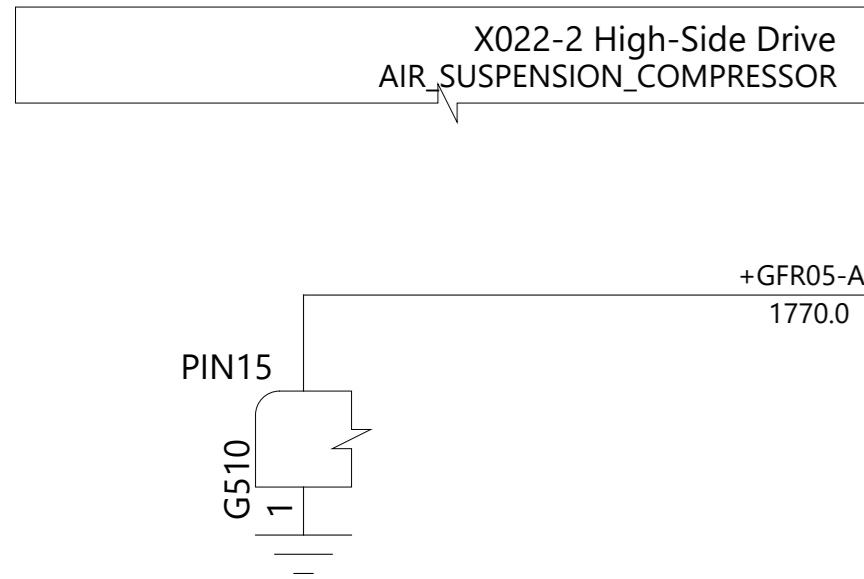 X022-2 High-Side Drive
AIR_SUSPENSION_COMPRESSOR
+GFR05-A
1770.0
PIN15
G510
1